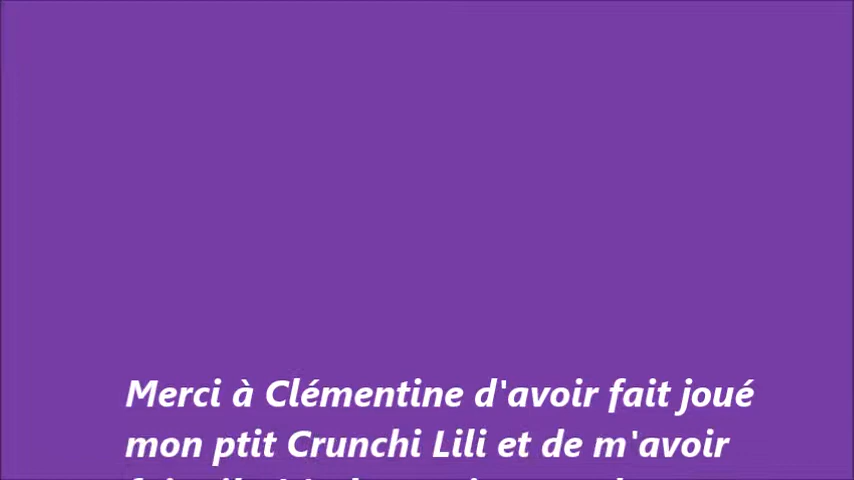 Merci à Clémentine d'avoir fait joué
mon ptit Crunchi Lili et de m'avoir